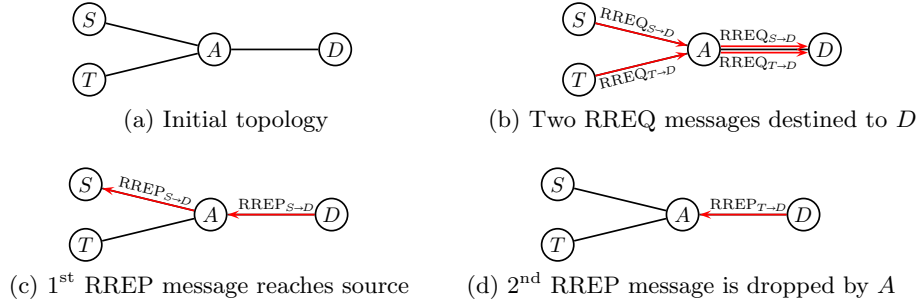 S
A
D
T
(a) Initial topology
S
RREQS→D
RREQS→D
A
D
T
RREQT→D
RREQT→D
(b) Two RREQ messages destined to D
S
RREPS→D
RREPS→D
A
D
T
(c) 1st RREP message reaches source
S
RREPT→D
A
D
T
(d) 2nd RREP message is dropped by A